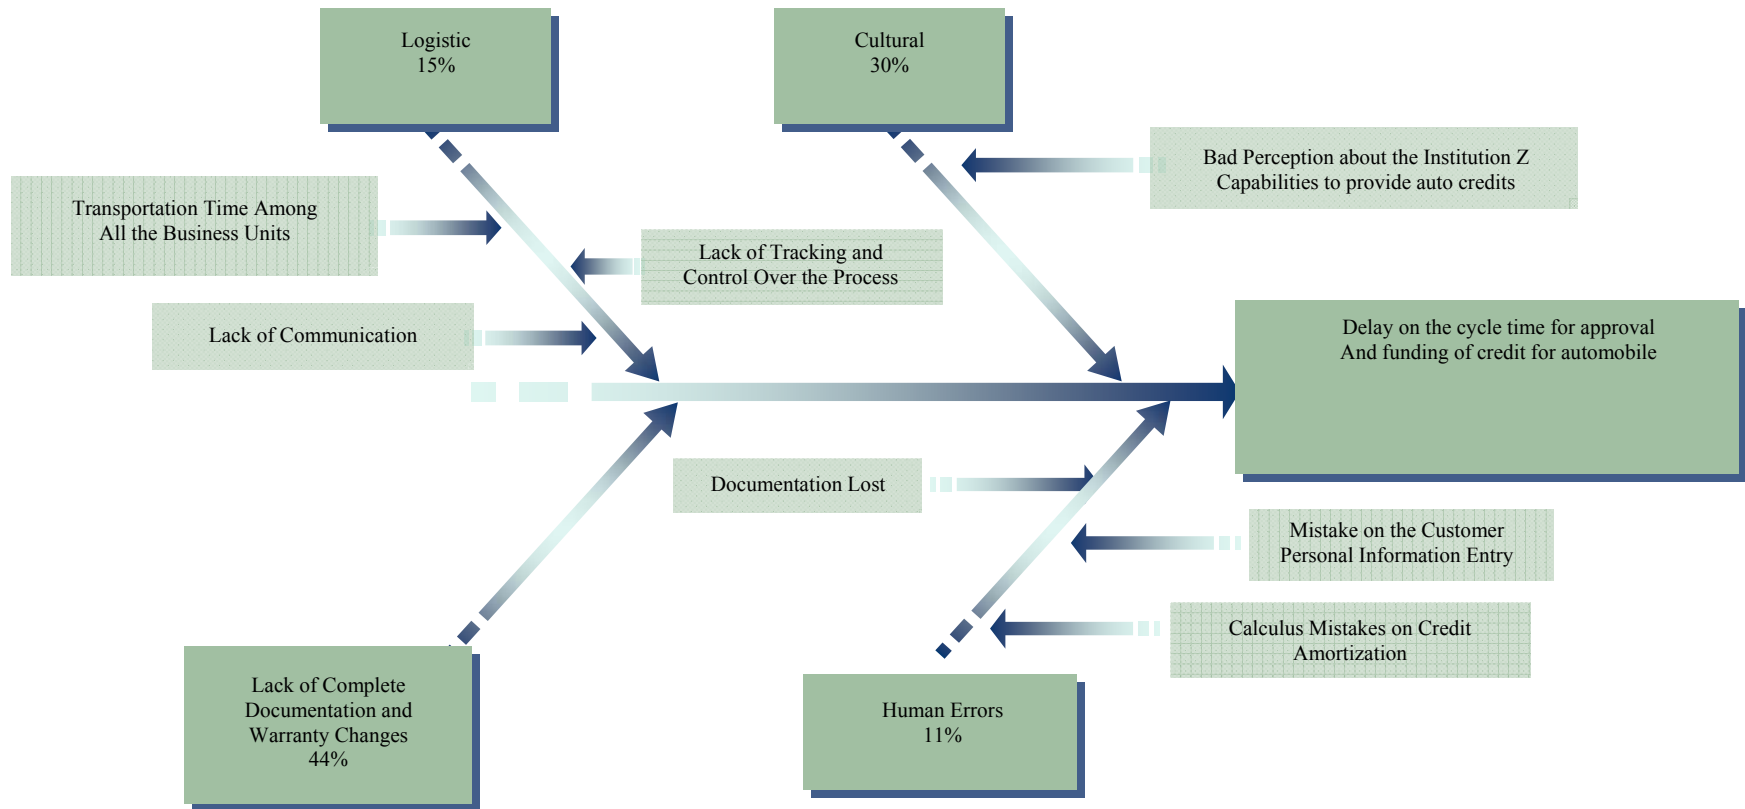 Logistic
15%
Cultural
30%
Bad Perception about the Institution Z
Capabilities to provide auto credits
Transportation Time Among
All the Business Units
Lack of Tracking and
Control Over the Process
Lack of Communication
Delay on the cycle time for approval
And funding of credit for automobile
Documentation Lost
Mistake on the Customer
Personal Information Entry
Calculus Mistakes on Credit
Amortization
Lack of Complete
Documentation and
Warranty Changes
44%
Human Errors
11%